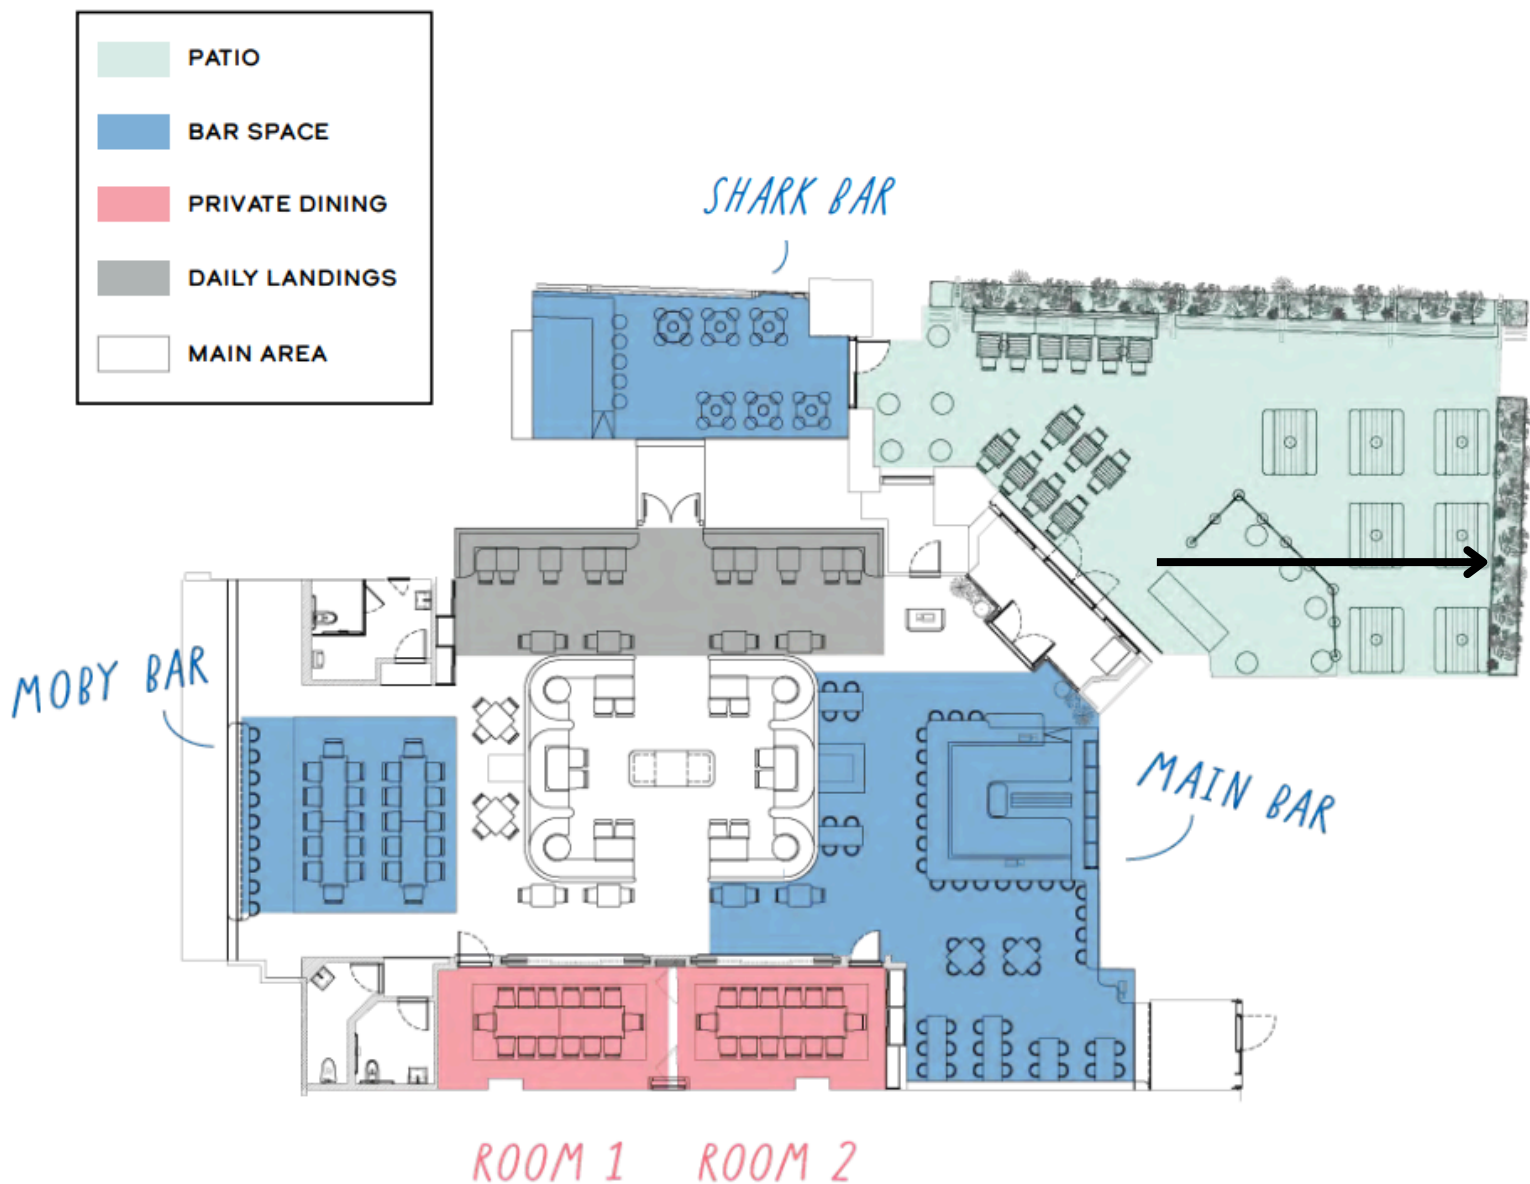 PATIO
BAR SPACE
PRIVATE DINING
DAILY LANDINGS
MAIN AREA
SHARK BAR
MOBY BAR
MAIN BAR
ROOM 1
ROOM 2